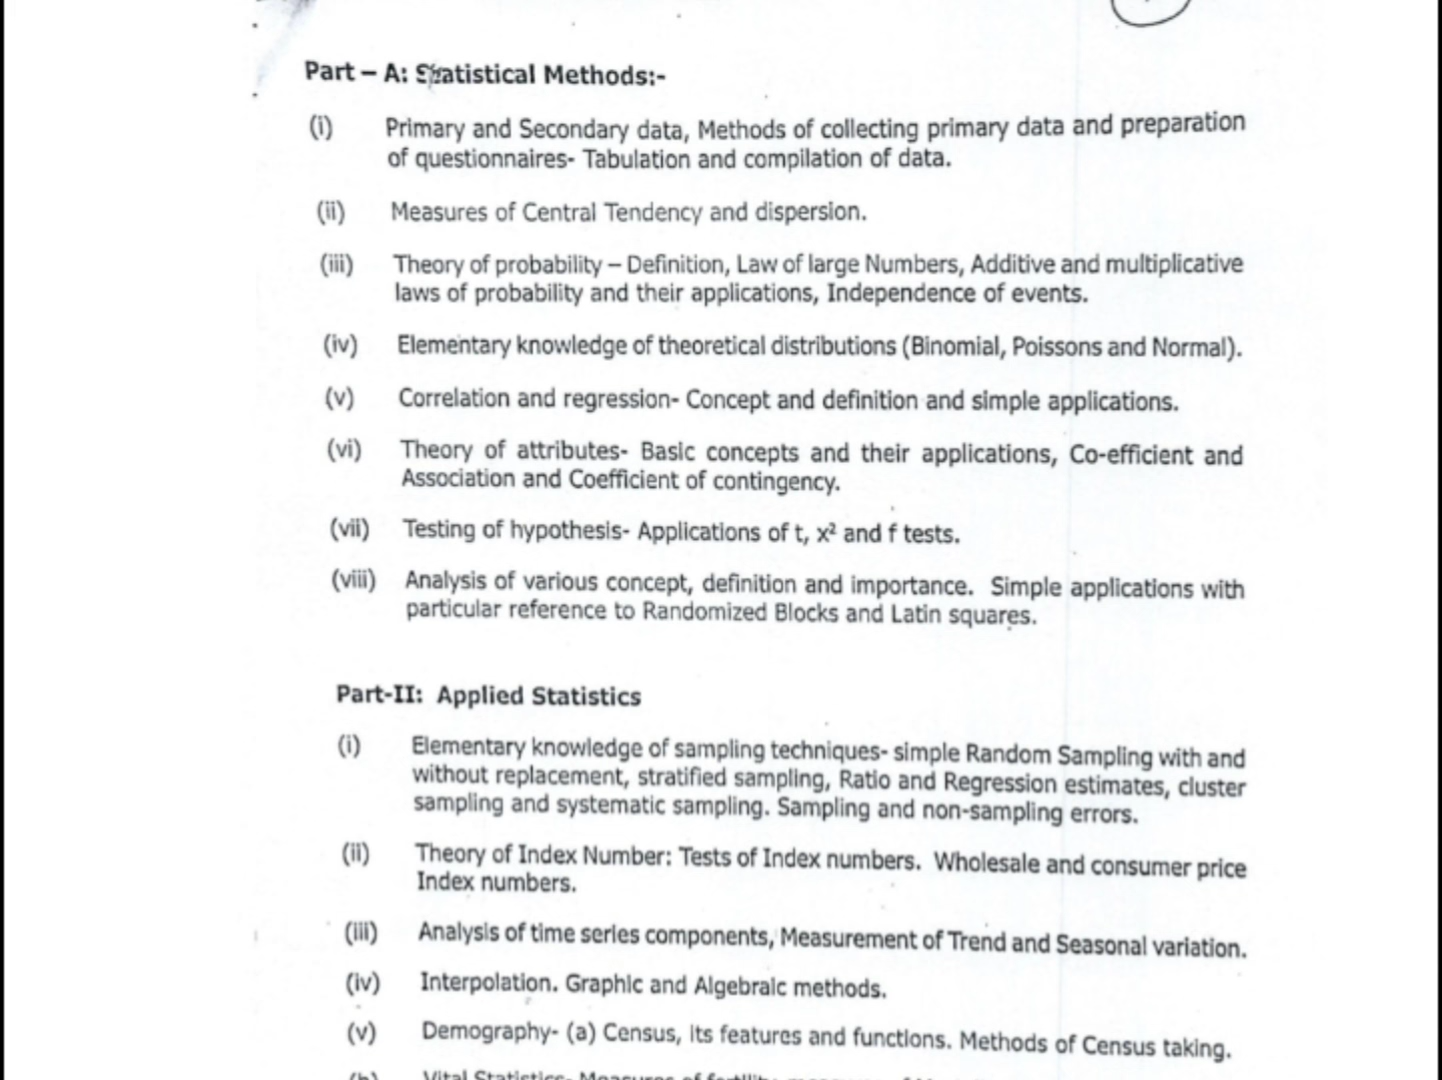 Part – A: Statistical Methods:-
(i) Primary and Secondary data, Methods of collecting primary data and preparation
of questionnaires- Tabulation and compilation of data.
(ii) Measures of Central Tendency and dispersion.
(iii) Theory of probability – Definition, Law of large Numbers, Additive and multiplicative
laws of probability and their applications, Independence of events.
(iv) Elementary knowledge of theoretical distributions (Binomial, Poissons and Normal).
(v) Correlation and regression- Concept and definition and simple applications.
(vi) Theory of attributes- Basic concepts and their applications, Co-efficient and
Association and Coefficient of contingency.
(vii) Testing of hypothesis- Applications of t, x² and f tests.
(viii) Analysis of various concept, definition and importance. Simple applications with
particular reference to Randomized Blocks and Latin squares.
Part-II: Applied Statistics
(i) Elementary knowledge of sampling techniques- simple Random Sampling with and
without replacement, stratified sampling, Ratio and Regression estimates, cluster
sampling and systematic sampling. Sampling and non-sampling errors.
(ii) Theory of Index Number: Tests of Index numbers. Wholesale and consumer price
Index numbers.
(iii) Analysis of time series components, Measurement of Trend and Seasonal variation.
(iv) Interpolation. Graphic and Algebraic methods.
(v) Demography- (a) Census, its features and functions. Methods of Census taking.
(b) Vital Statistics- Measures of fertility